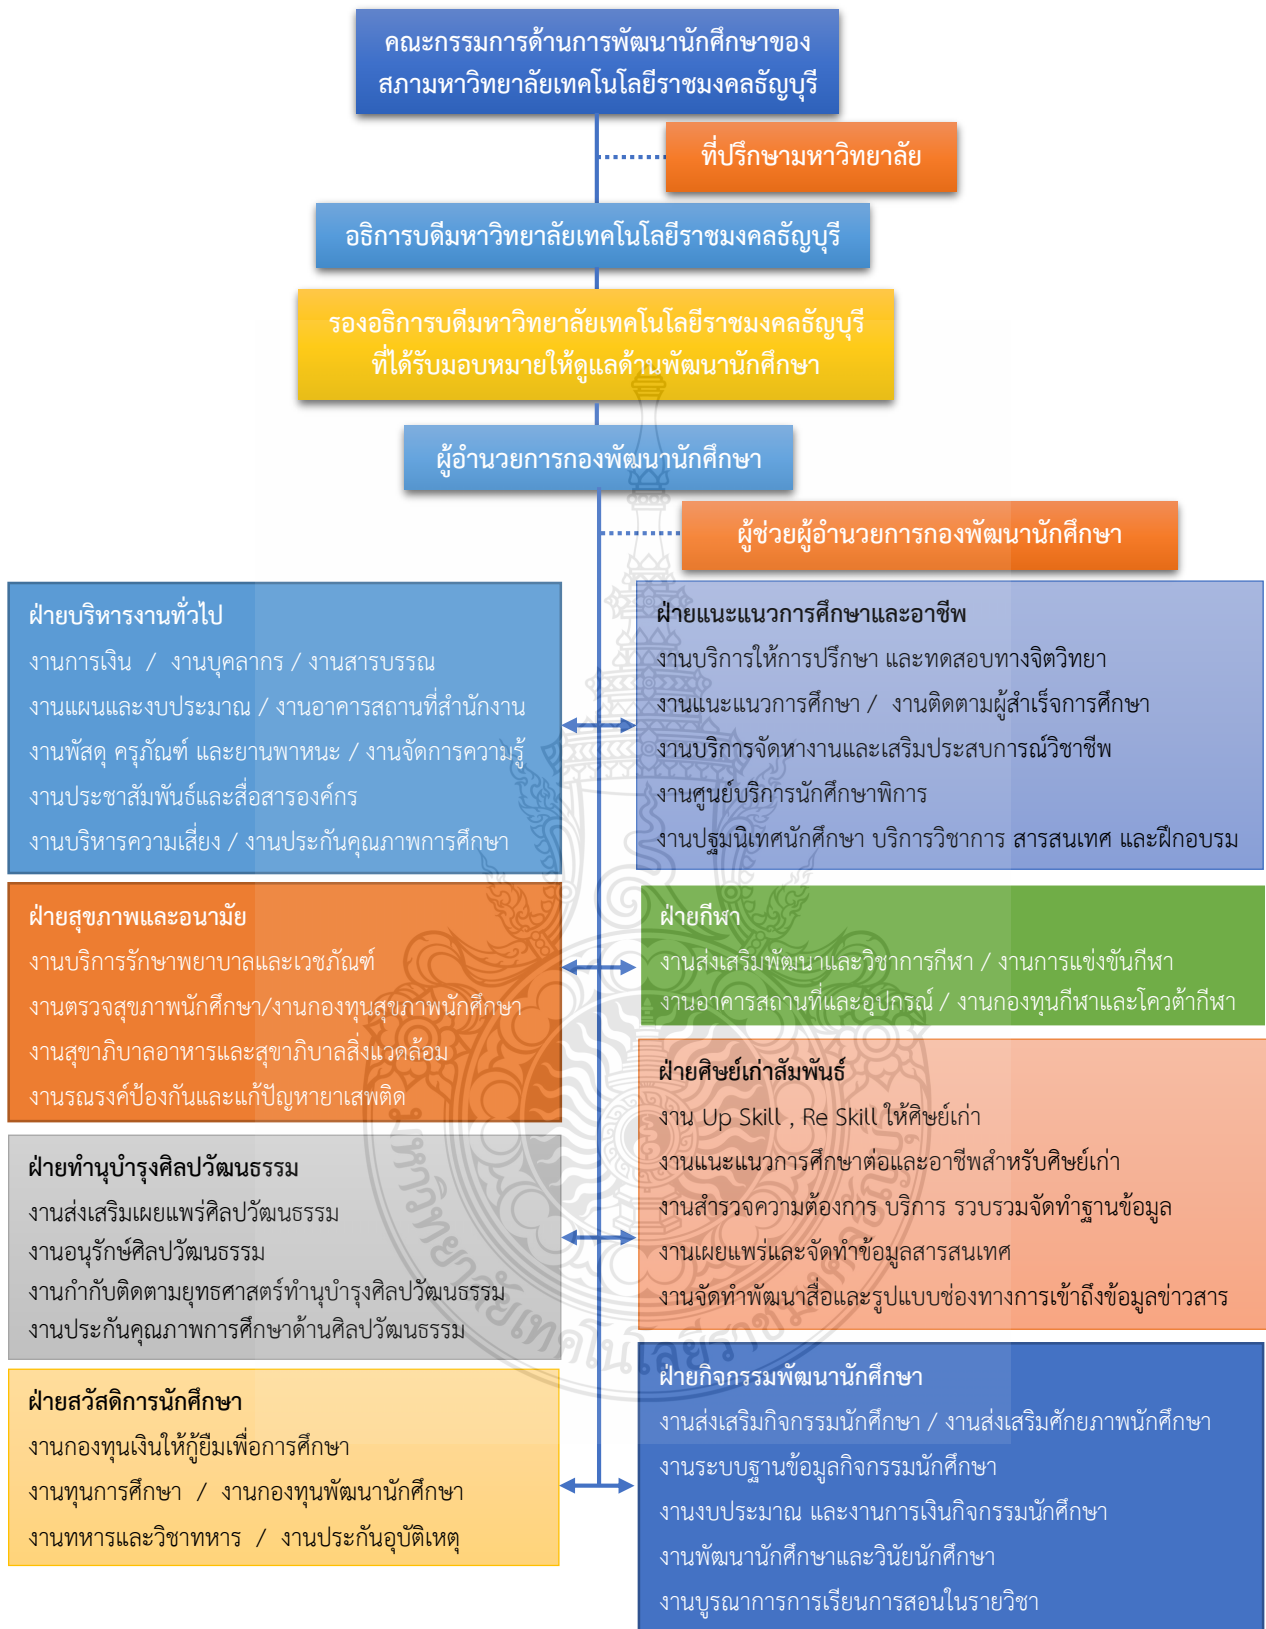 คณะกรรมการด้านการพัฒนานักศึกษาของ
สภามหาวิทยาลัยเทคโนโลยีราชมงคลธัญบุรี
ที่ปรึกษามหาวิทยาลัย
อธิการบดีมหาวิทยาลัยเทคโนโลยีราชมงคลธัญบุรี
รองอธิการบดีมหาวิทยาลัยเทคโนโลยีราชมงคลธัญบุรี
ที่ได้รับมอบหมายให้ดูแลด้านพัฒนานักศึกษา
ผู้อำนวยการกองพัฒนานักศึกษา
ผู้ช่วยผู้อำนวยการกองพัฒนานักศึกษา
ฝ่ายบริหารงานทั่วไป
งานการเงิน / งานบุคลากร / งานสารบรรณ
งานแผนและงบประมาณ / งานอาคารสถานที่สำนักงาน
งานพัสดุ ครุภัณฑ์ และยานพาหนะ / งานจัดการความรู้
งานประชาสัมพันธ์และสื่อสารองค์กร
งานบริหารความเสี่ยง / งานประกันคุณภาพการศึกษา
ฝ่ายแนะแนวการศึกษาและอาชีพ
งานบริการให้การปรึกษา และทดสอบทางจิตวิทยา
งานแนะแนวการศึกษา / งานติดตามผู้สำเร็จการศึกษา
งานบริการจัดหางานและเสริมประสบการณ์วิชาชีพ
งานศูนย์บริการนักศึกษาพิการ
งานปฐมนิเทศนักศึกษา บริการวิชาการ สารสนเทศ และฝึกอบรม
ฝ่ายสุขภาพและอนามัย
งานบริการรักษาพยาบาลและเวชภัณฑ์
งานตรวจสุขภาพนักศึกษา/งานกองทุนสุขภาพนักศึกษา
งานสุขาภิบาลอาหารและสุขาภิบาลสิ่งแวดล้อม
งานรณรงค์ป้องกันและแก้ปัญหายาเสพติด
ฝ่ายกีฬา
งานส่งเสริมพัฒนาและวิชาการกีฬา / งานการแข่งขันกีฬา
งานอาคารสถานที่และอุปกรณ์ / งานกองทุนกีฬาและโควต้ากีฬา
ฝ่ายศิษย์เก่าสัมพันธ์
งาน Up Skill , Re Skill ให้ศิษย์เก่า
งานแนะแนวการศึกษาต่อและอาชีพสำหรับศิษย์เก่า
งานสำรวจความต้องการ บริการ รวบรวมจัดทำฐานข้อมูล
งานเผยแพร่และจัดทำข้อมูลสารสนเทศ
งานจัดทำพัฒนาสื่อและรูปแบบช่องทางการเข้าถึงข้อมูลข่าวสาร
ฝ่ายทำนุบำรุงศิลปวัฒนธรรม
งานส่งเสริมเผยแพร่ศิลปวัฒนธรรม
งานอนุรักษ์ศิลปวัฒนธรรม
งานกำกับติดตามยุทธศาสตร์ทำนุบำรุงศิลปวัฒนธรรม
งานประกันคุณภาพการศึกษาด้านศิลปวัฒนธรรม
ฝ่ายสวัสดิการนักศึกษา
งานกองทุนเงินให้กู้ยืมเพื่อการศึกษา
งานทุนการศึกษา / งานกองทุนพัฒนานักศึกษา
งานทหารและวิชาทหาร / งานประกันอุบัติเหตุ
ฝ่ายกิจกรรมพัฒนานักศึกษา
งานส่งเสริมกิจกรรมนักศึกษา / งานส่งเสริมศักยภาพนักศึกษา
งานระบบฐานข้อมูลกิจกรรมนักศึกษา
งานงบประมาณ และงานการเงินกิจกรรมนักศึกษา
งานพัฒนานักศึกษาและวินัยนักศึกษา
งานบูรณาการการเรียนการสอนในรายวิชา
มหาวิทยาลัยเทคโนโลยีราชมงคลธัญบุรี